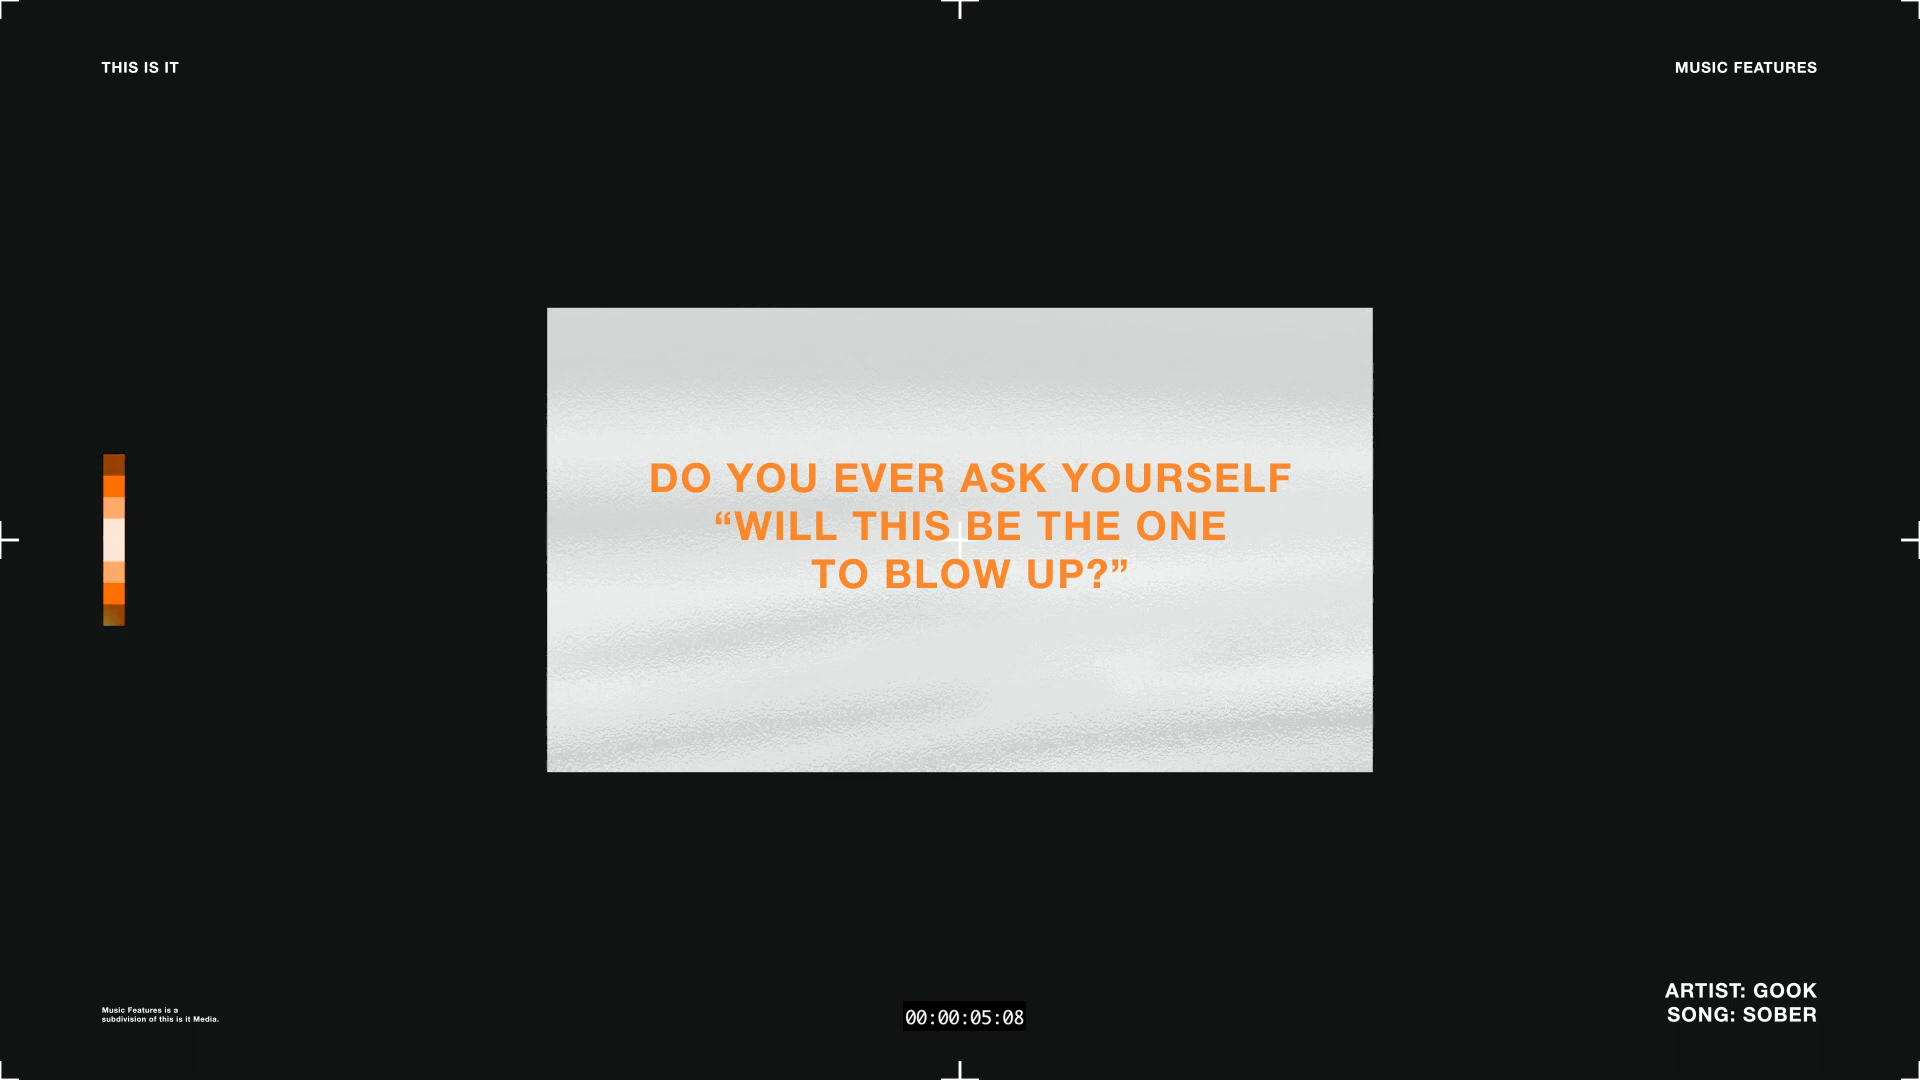 THIS IS IT
MUSIC FEATURES
DO YOU EVER ASK YOURSELF
“WILL THIS BE THE ONE
TO BLOW UP?”
Music Features is a
subdivision of this is it Media.
00:00:05:08
ARTIST: GOOK
SONG: SOBER